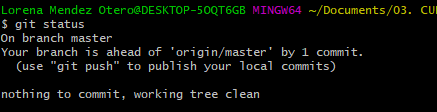 Lorena Mendez Otero@DESKTOP-5OQT6GB MINGW64 ~/Documents/03. CU
$ git status
On branch master
Your branch is ahead of 'origin/master' by 1 commit.
  (use "git push" to publish your local commits)

nothing to commit, working tree clean